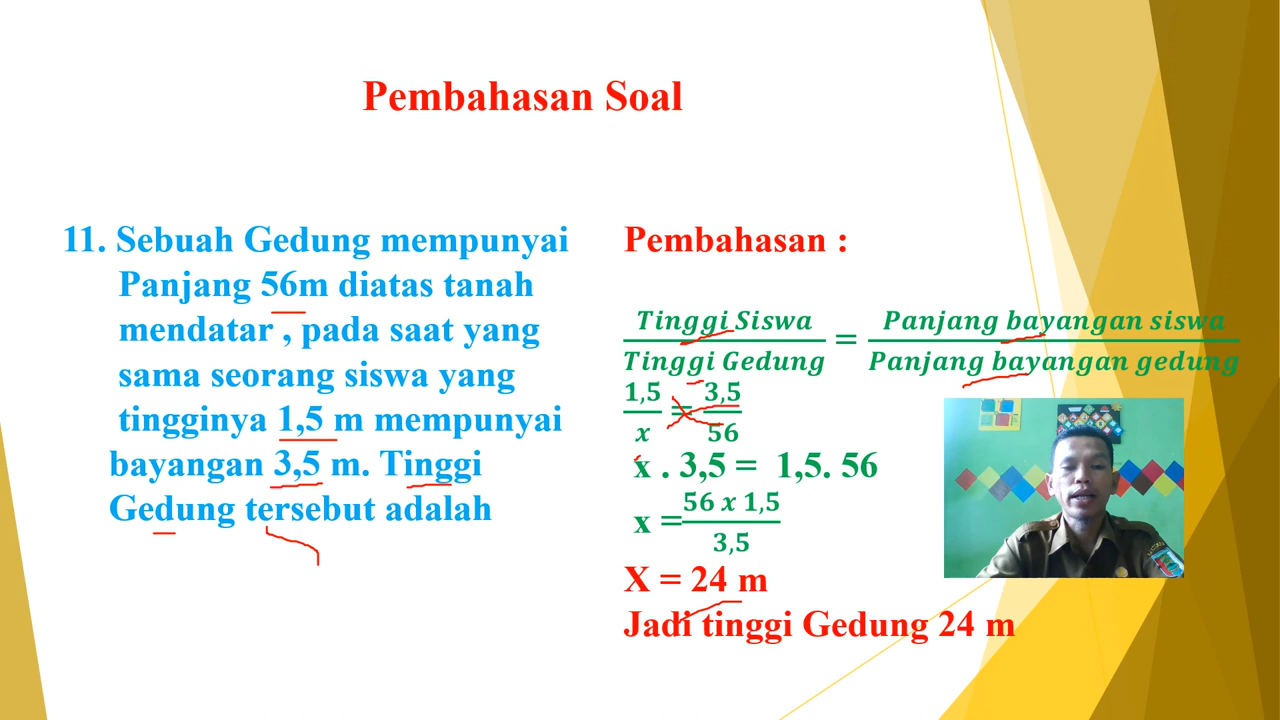 Pembahasan Soal
11. Sebuah Gedung mempunyai
Panjang 56m diatas tanah
mendatar , pada saat yang
sama seorang siswa yang
tingginya 1,5 m mempunyai
bayangan 3,5 m. Tinggi
Gedung tersebut adalah
Pembahasan :
Tinggi Siswa / Tinggi Gedung = Panjang bayangan siswa / Panjang bayangan gedung
1,5 / x = 3,5 / 56
x . 3,5 = 1,5. 56
x = 56 x 1,5 / 3,5
X = 24 m
Jadi tinggi Gedung 24 m